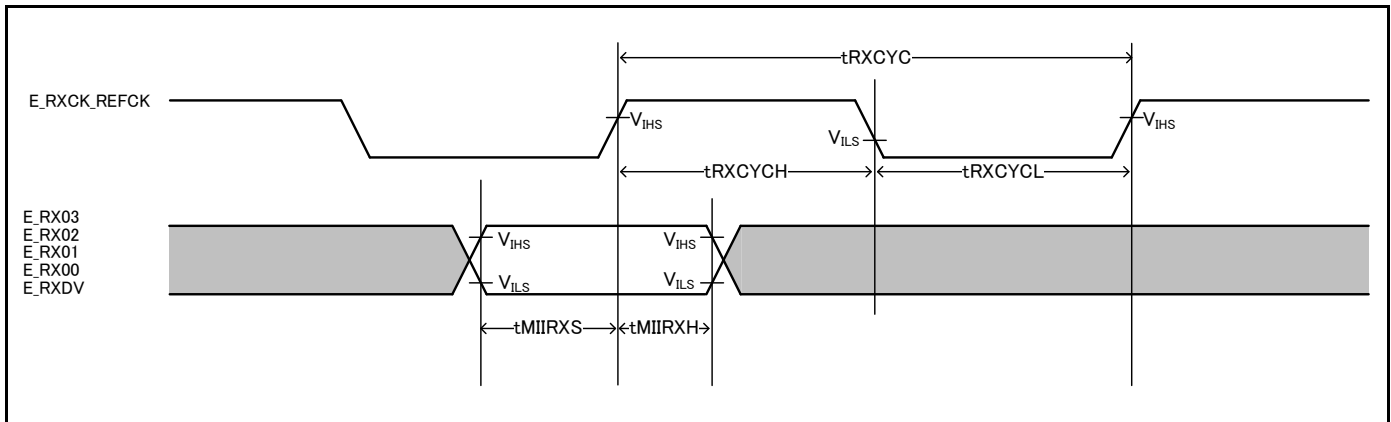 tRXCYC
E_RXCK_REFCK
VIHS
VILS
VIHS
tRXCYCH
tRXCYCL
E_RX03
E_RX02
E_RX01
E_RX00
E_RXDV
VIHS
VIHS
VILS
VILS
tMIIRXS
tMIIRXH